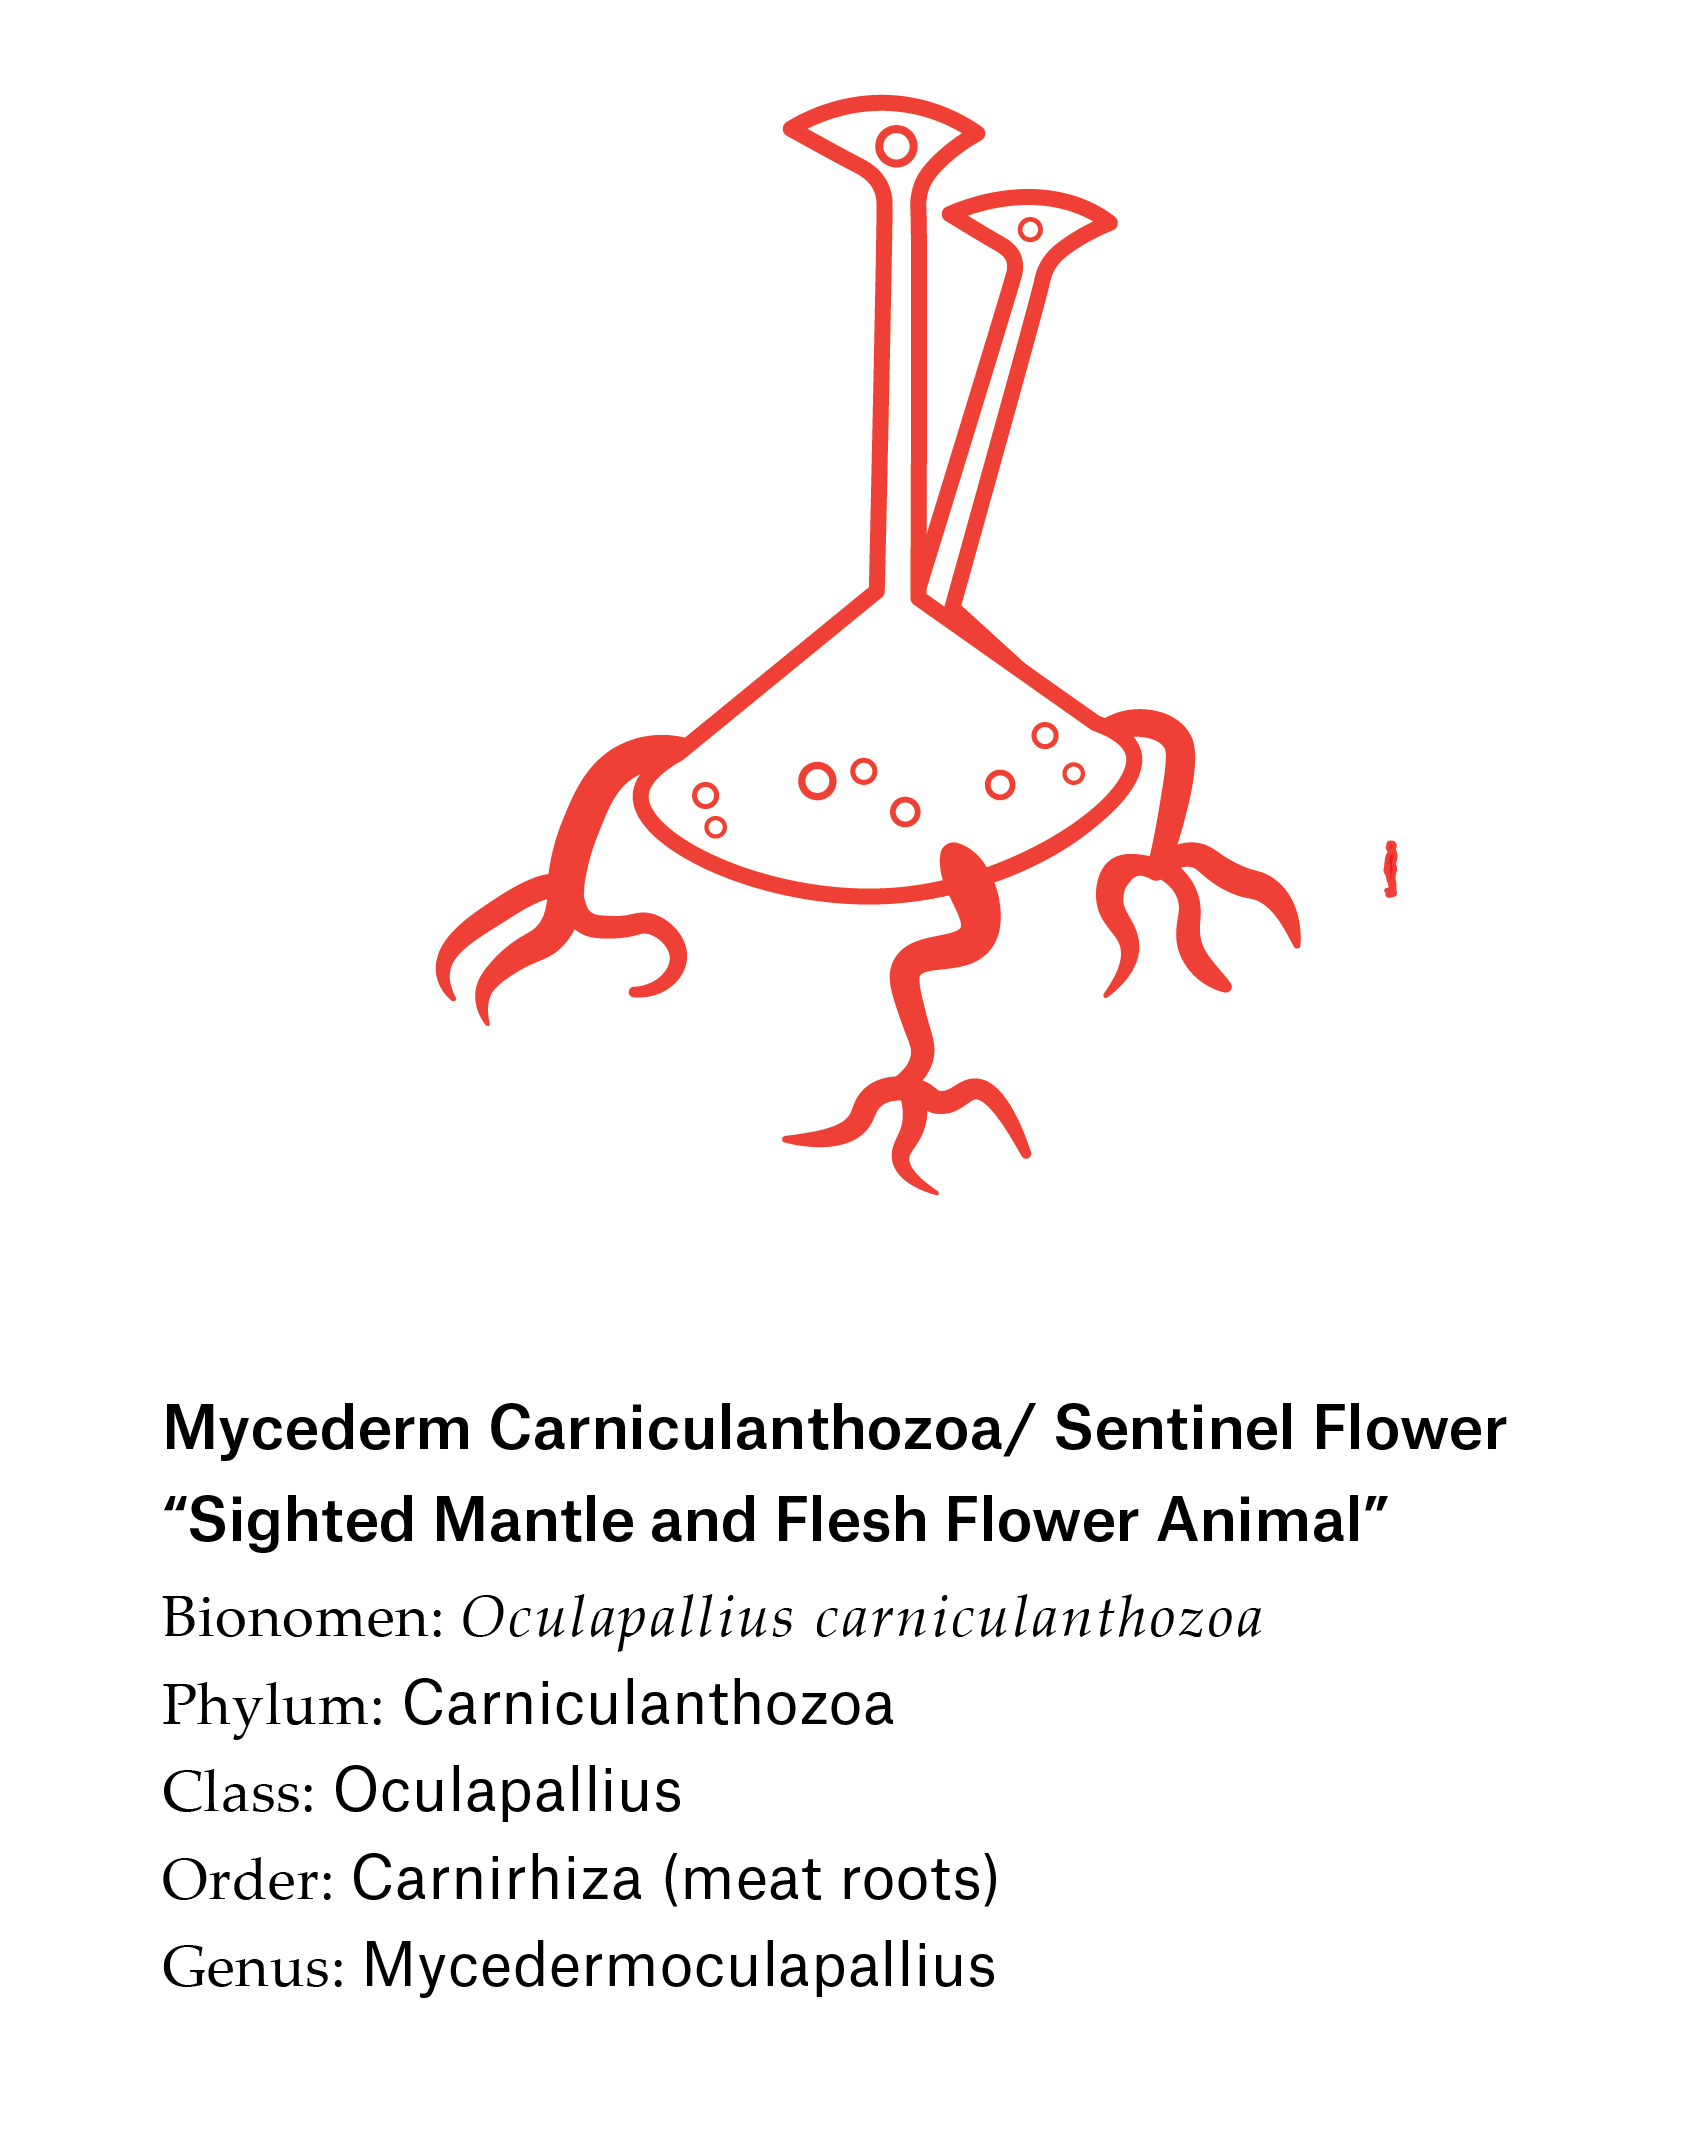 Mycederm Carniculanthozoa/ Sentinel Flower
“Sighted Mantle and Flesh Flower Animal”
Bionomen: Oculapallius carniculanthozoa
Phylum: Carniculanthozoa
Class: Oculapallius
Order: Carnirhiza (meat roots)
Genus: Mycedermoculapallius